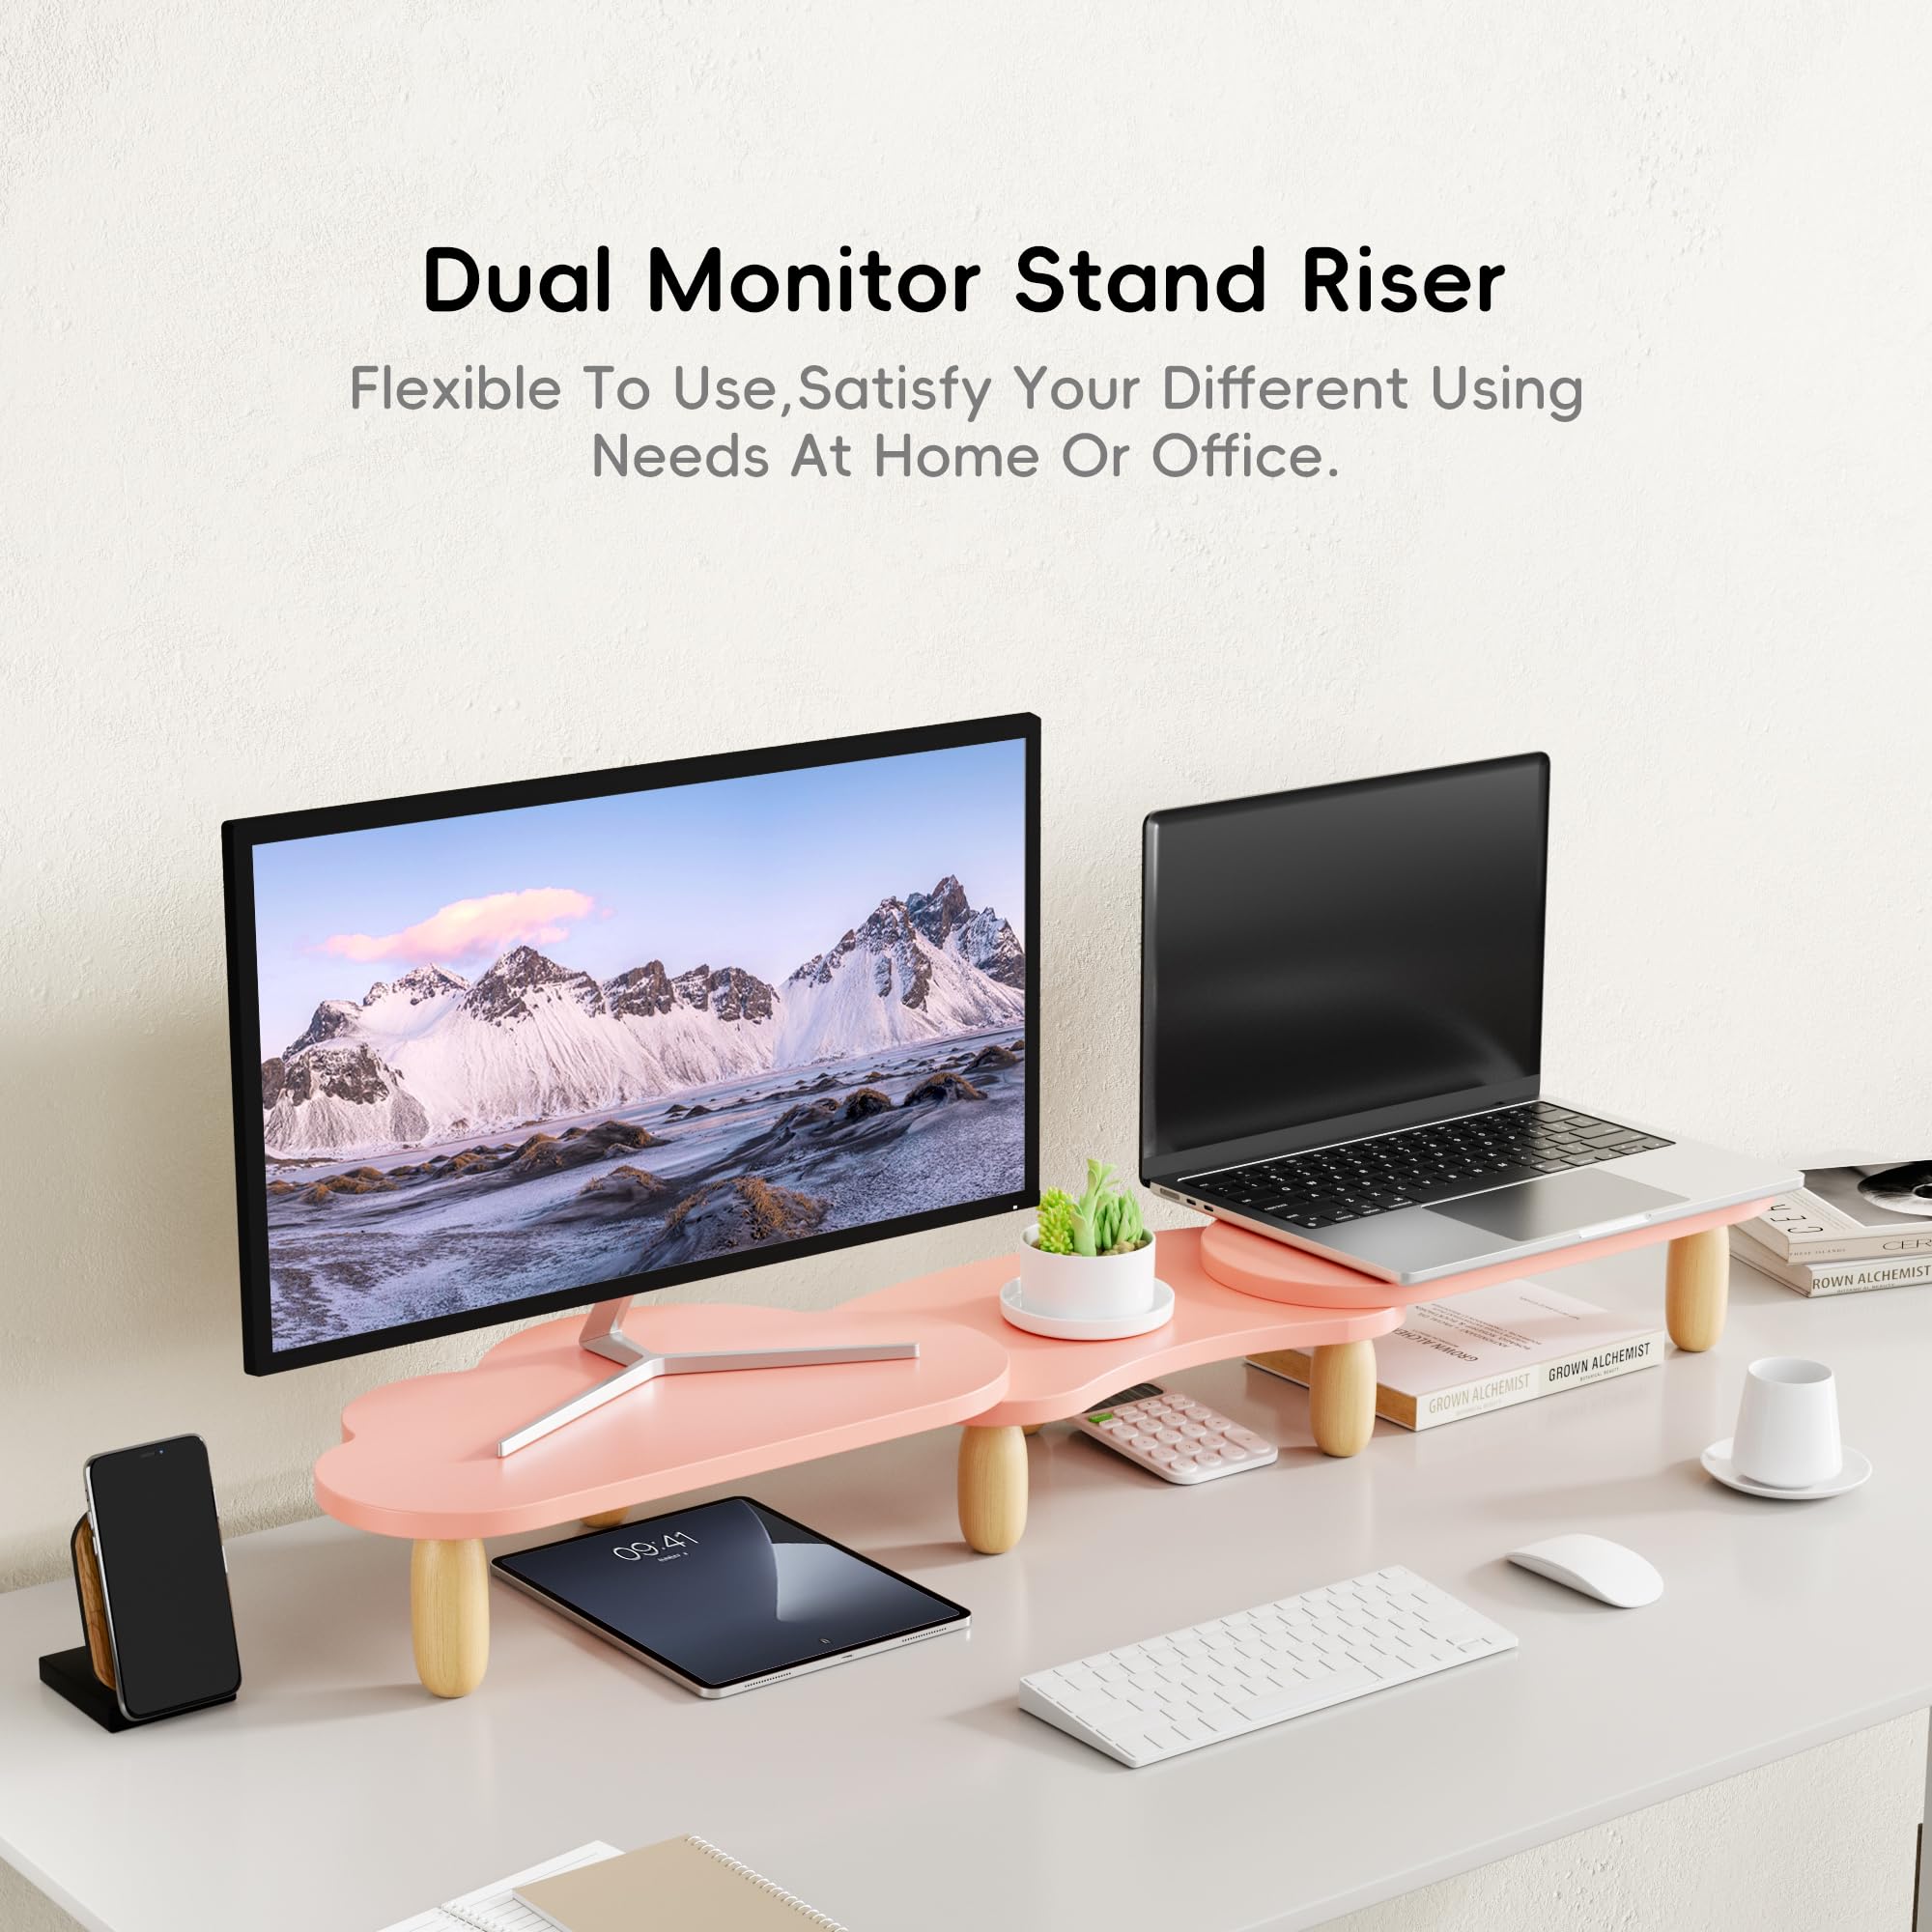 Dual Monitor Stand Riser
Flexible To Use,Satisfy Your Different Using
Needs At Home Or Office.
09:41
CER
ROWN ALCHEMIST
GROWN ALCHEMIST
GROWN ALCHEMIST